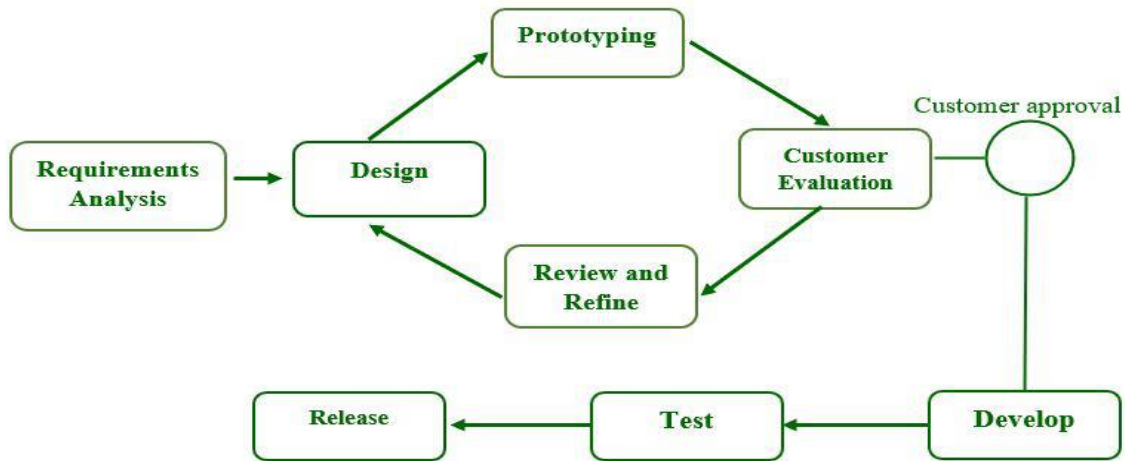 Prototyping
Customer approval
Requirements
Analysis
Design
Customer
Evaluation
Review and
Refine
Release
Test
Develop